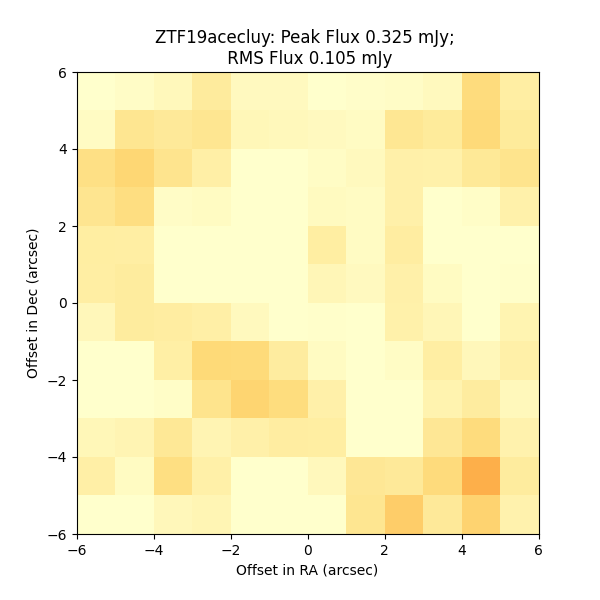 ZTF19acecluy: Peak Flux 0.325 mJy;
RMS Flux 0.105 mJy
6
4
2
0
−2
−4
−6
Offset in Dec (arcsec)
−6 −4 −2 0 2 4 6
Offset in RA (arcsec)